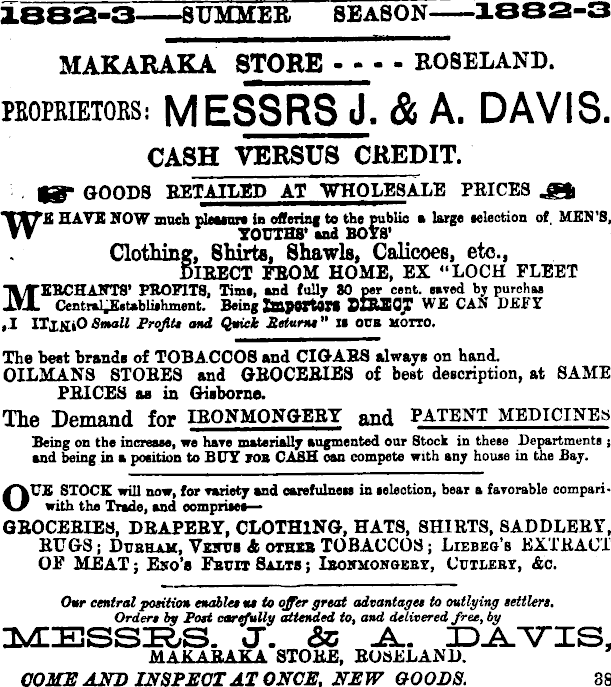 1882-3—SUMMER SEASON—1882-3
MAKARAKA STORE - - - - ROSELAND.
PROPRIETORS: MESSRS J. & A. DAVIS.
CASH VERSUS CREDIT.
GOODS RETAILED AT WHOLESALE PRICES
WE HAVE NOW much pleasure in offering to the public a large selection of MEN'S,
YOUTHS' and BOYS'
Clothing, Shirts, Shawls, Calicoes, etc.,
DIRECT FROM HOME, EX "LOCH FLEET
MERCHANTS' PROFITS, Time, and fully 30 per cent. saved by purchas
Central Establishment. Being Importers DIRECT WE CAN DEFY
Small Profits and Quick Returns" IS OUR MOTTO.
The best brands of TOBACCOS and CIGARS always on hand.
OILMANS STORES and GROCERIES of best description, at SAME
PRICES as in Gisborne.
The Demand for IRONMONGERY and PATENT MEDICINES
Being on the increase, we have materially augmented our Stock in these Departments ;
and being in a position to BUY FOR CASH can compete with any house in the Bay.
OUR STOCK will now, for variety and carefulness in selection, bear a favorable compari-
with the Trade, and comprises—
GROCERIES, DRAPERY, CLOTHING, HATS, SHIRTS, SADDLERY,
RUGS; DURHAM, VENUS & OTHER TOBACCOS; LIEBEG'S EXTRACT
OF MEAT; ENO'S FRUIT SALTS; IRONMONGERY, CUTLERY, &c.
Our central position enables us to offer great advantages to outlying settlers.
Orders by Post carefully attended to, and delivered free, by
MESSRS. J. & A. DAVIS,
MAKARAKA STORE, ROSELAND.
COME AND INSPECT AT ONCE, NEW GOODS. 38